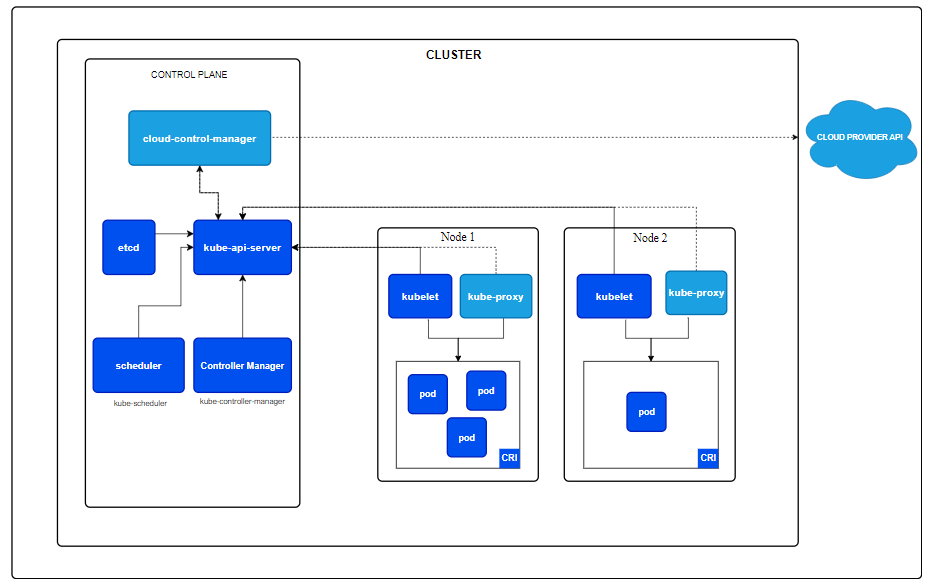 CLUSTER
CONTROL PLANE
cloud-control-manager
CLOUD PROVIDER API
etcd
kube-api-server
scheduler
kube-scheduler
Controller Manager
kube-controller-manager
Node 1
kubelet
kube-proxy
pod
pod
pod
CRI
Node 2
kubelet
kube-proxy
pod
CRI